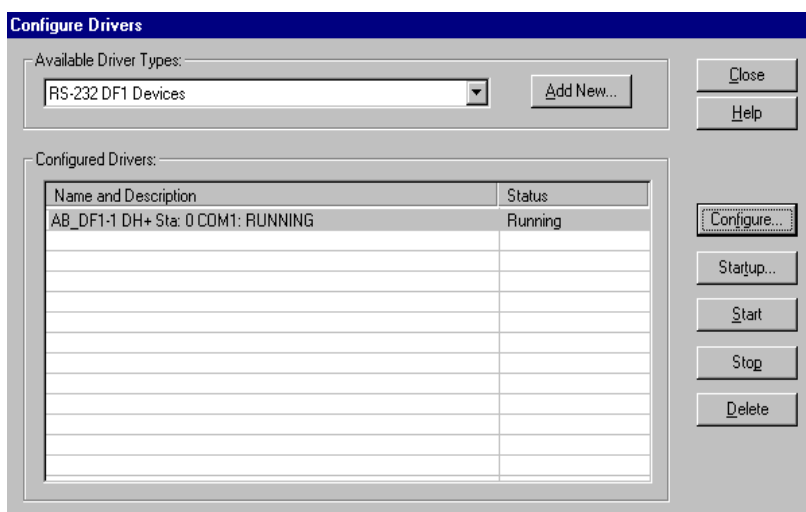 Configure Drivers
Available Driver Types:
RS-232 DF1 Devices
Add New...
Close
Help
Configured Drivers:
Name and Description Status
AB_DF1-1 DH+ Sta: 0 COM1: RUNNING Running
Configure...
Startup...
Start
Stop
Delete